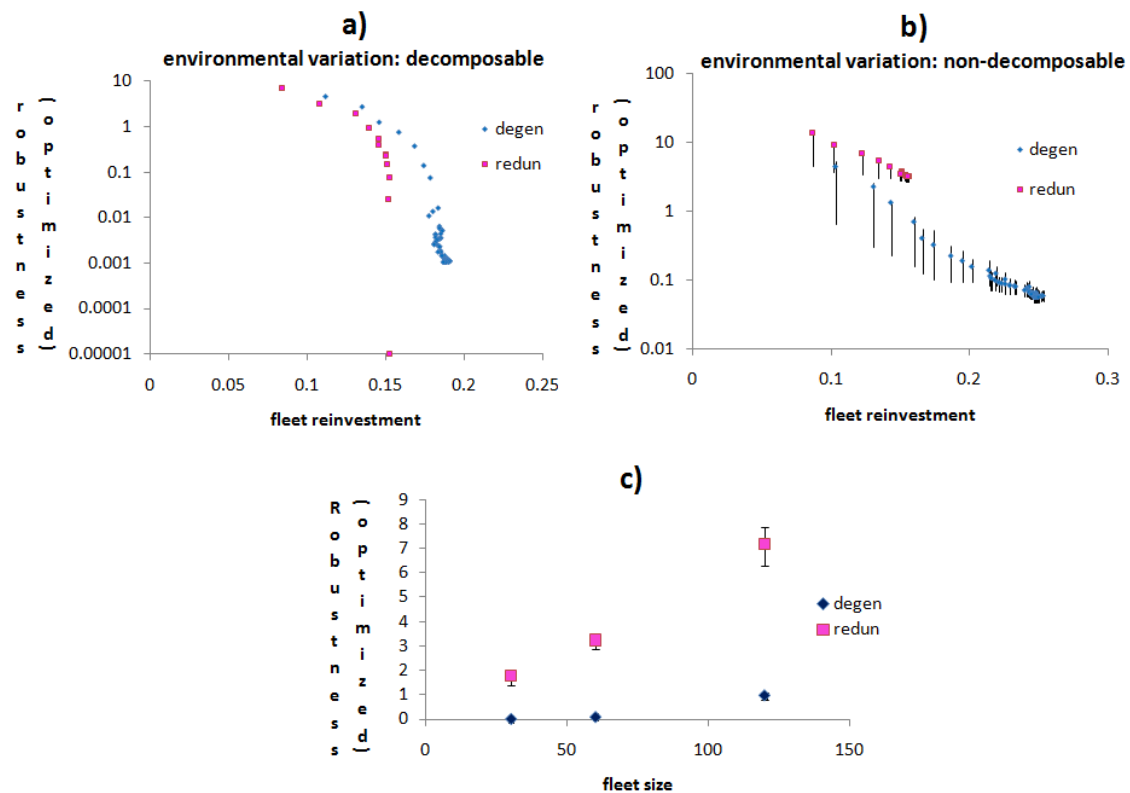 a)
environmental variation: decomposable
robustness
(optimized)
10
1
0.1
0.01
0.001
0.0001
0.00001
0
0.05
0.1
0.15
0.2
0.25
fleet reinvestment
degen
redun
b)
environmental variation: non-decomposable
robustness
(optimized)
100
10
1
0.1
0.01
0
0.1
0.2
0.3
fleet reinvestment
degen
redun
c)
Robustness
(optimized)
9
8
7
6
5
4
3
2
1
0
0
50
100
150
fleet size
degen
redun